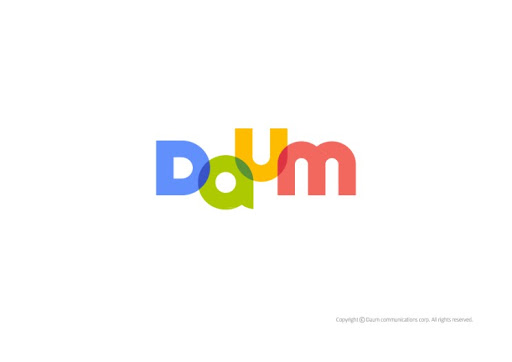 Daum
Copyright ⓒ Daum communications corp. All rights reserved.